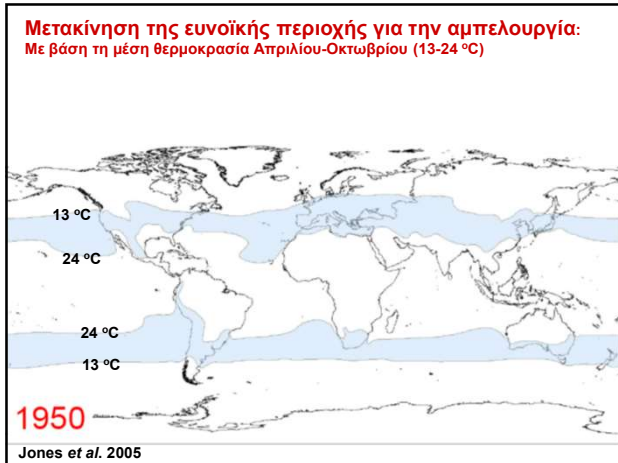 Μετακίνηση της ευνοϊκής περιοχής για την αμπελουργία:
Με βάση τη μέση θερμοκρασία Απριλίου-Οκτωβρίου (13-24 ºC)
13 ºC
24 ºC
24 ºC
13 ºC
1950
Jones et al. 2005